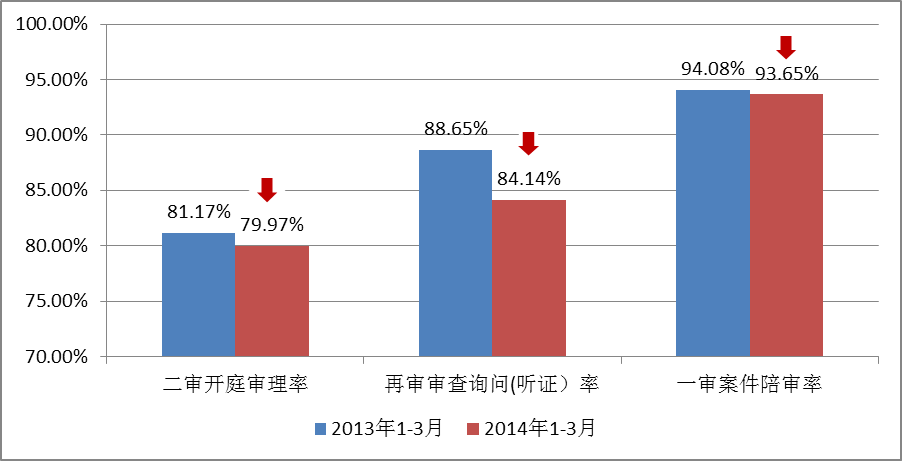 100.00%
95.00%
90.00%
85.00%
80.00%
75.00%
70.00%
81.17%
79.97%
88.65%
84.14%
94.08%
93.65%
二审开庭审理率
再审审查询问(听证）率
一审案件陪审率
2013年1-3月
2014年1-3月